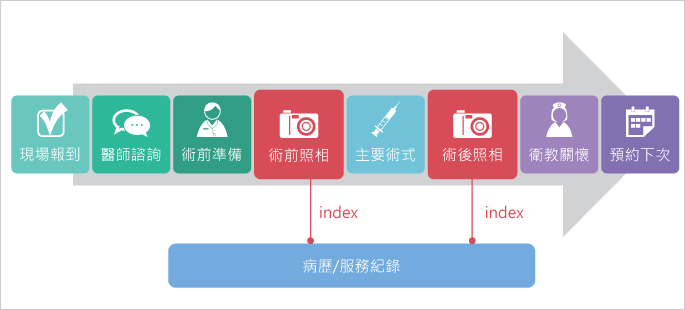 現場報到
醫師諮詢
術前準備
術前照相
主要術式
術後照相
衛教關懷
預約下次
index
index
病歷/服務紀錄